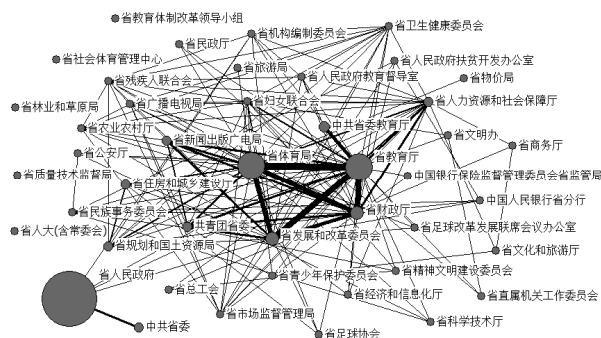 省教育体制改革领导小组
省卫生健康委员会
省机构编制委员会
省民政厅
省社会体育管理中心
省旅游局
省人民政府扶贫开发办公室
省残疾人联合会
省人民政府教育督导室
省物价局
省林业和草原局
省广播电视局
省妇女联合会
省人力资源和社会保障厅
省农业农村厅
中共省委教育厅
省新闻出版广电局
省文明办
省商务厅
省公安厅
省体育局
省教育厅
省质量技术监督局
中国银行保险监督管理委员会省监管局
省住房和城乡建设厅
中国人民银行省分行
省民族事务委员会
省财政厅
共青团省委
省足球改革发展联席会议办公室
省人大(含常委会)
省发展和改革委员会
省规划和国土资源局
省文化和旅游厅
省人民政府
省青少年保护委员会
省精神文明建设委员会
省总工会
省经济和信息化厅
省直属机关工作委员会
省市场监督管理局
中共省委
省科学技术厅
省足球协会